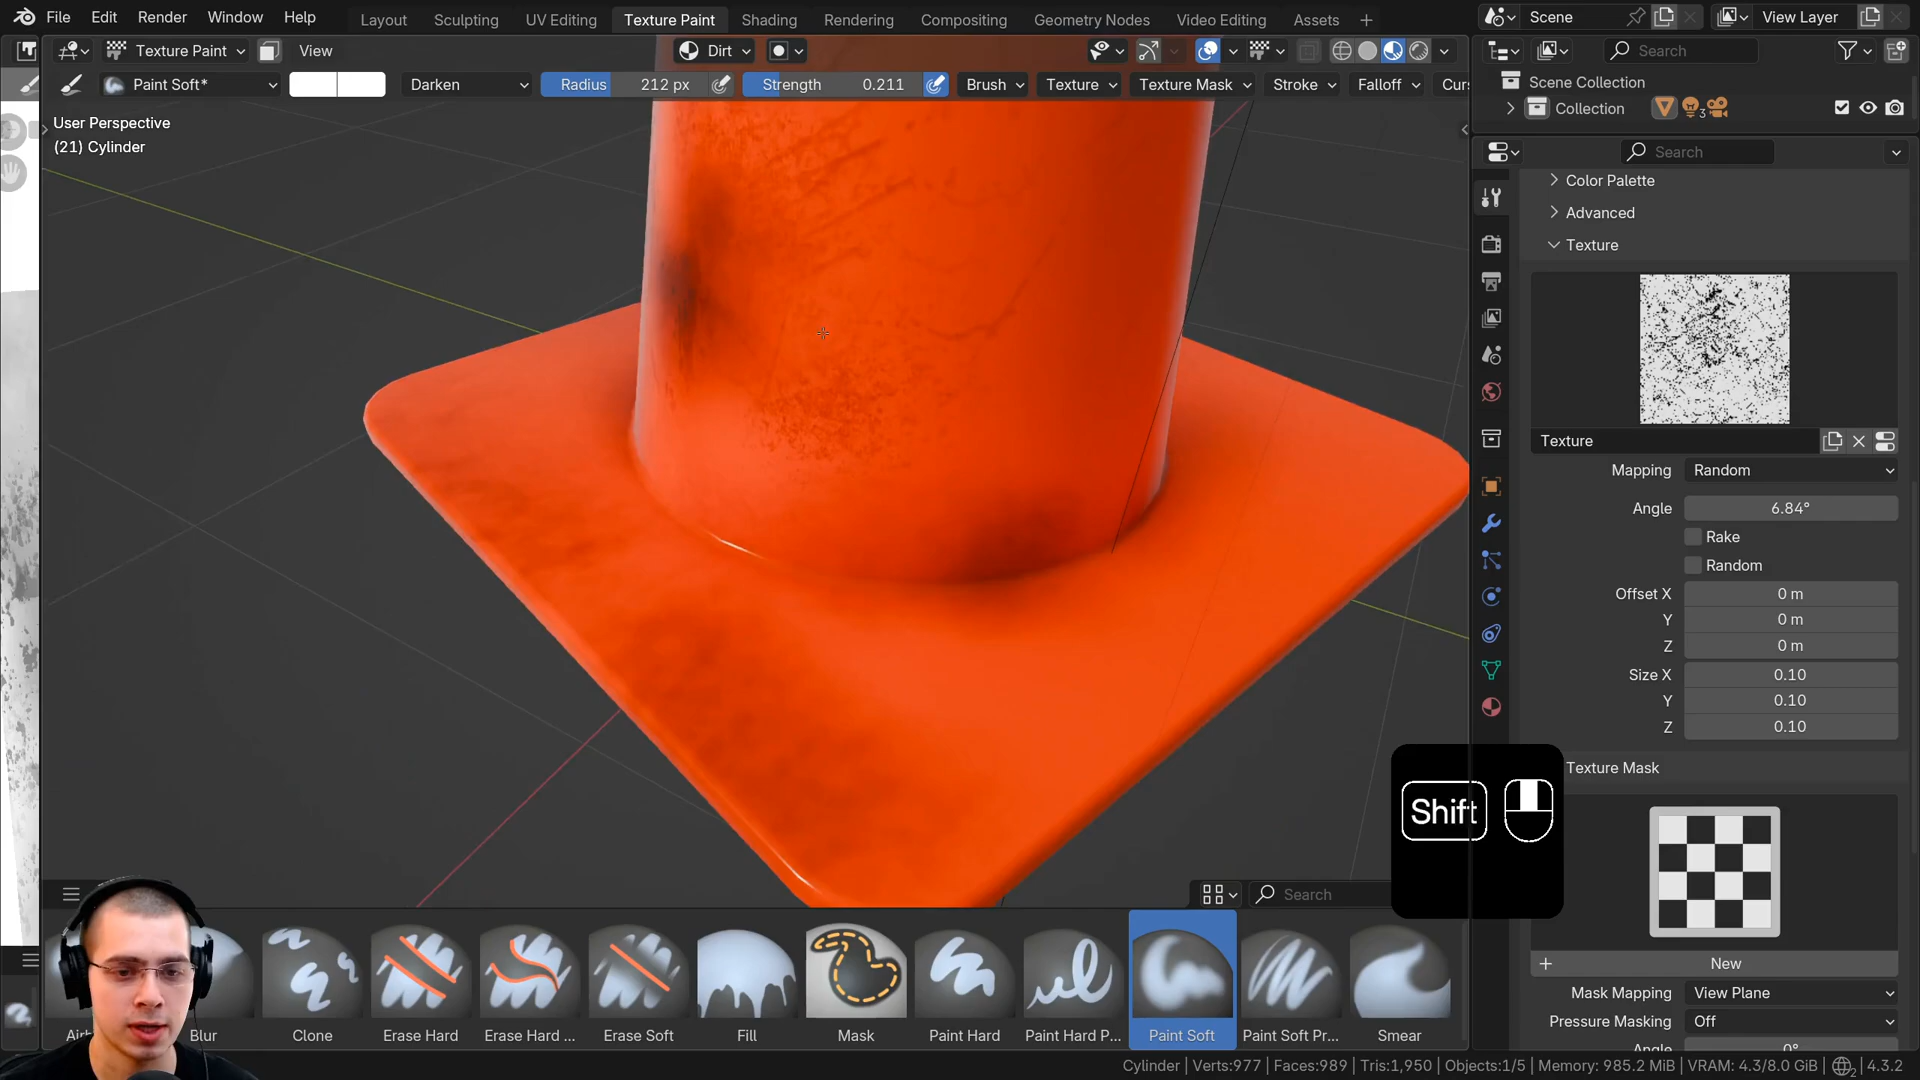 File Edit Render Window Help
Layout Sculpting UV Editing Texture Paint Shading Rendering Compositing Geometry Nodes Video Editing Assets
Scene View Layer
Texture Paint View Dirt
Search
Paint Soft* Darken Radius 212 px Strength 0.211 Brush Texture Texture Mask Stroke Falloff Curs
Scene Collection
Collection
3
User Perspective
(21) Cylinder
Search
Color Palette
Advanced
Texture
Texture
Mapping Random
Angle 6.84°
Rake
Random
Offset X 0 m
Y 0 m
Z 0 m
Size X 0.10
Y 0.10
Z 0.10
Texture Mask
Shift
New
Mask Mapping View Plane
Pressure Masking Off
Angle 0°
Search
Blur Clone Erase Hard Erase Hard ... Erase Soft Fill Mask Paint Hard Paint Hard P... Paint Soft Paint Soft Pr... Smear
Cylinder | Verts:977 | Faces:989 | Tris:1,950 | Objects:1/5 | Memory: 985.2 MiB | VRAM: 4.3/8.0 GiB | 2 | 4.3.2